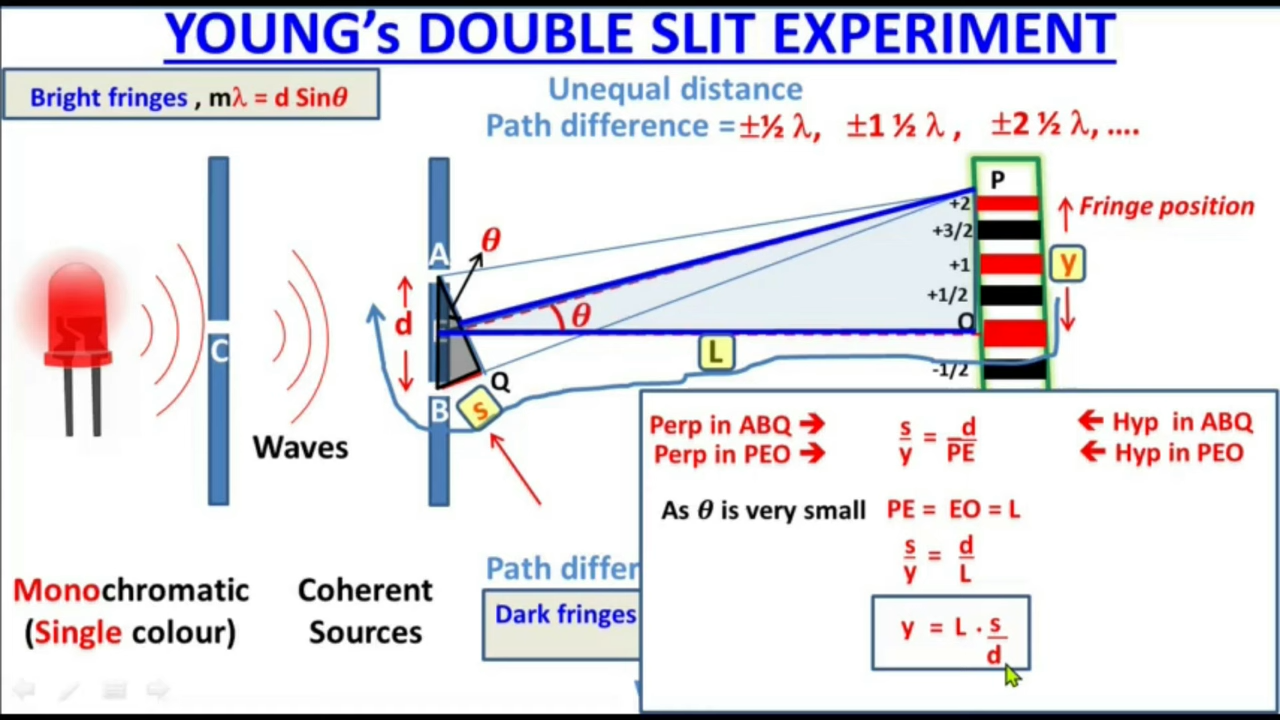 YOUNG's DOUBLE SLIT EXPERIMENT
Bright fringes , mλ = d Sinθ
Unequal distance
Path difference = ±½ λ, ±1 ½ λ , ±2 ½ λ, ....
P
+2
Fringe position
+3/2
A
θ
+1
y
+1/2
d
θ
O
C
L
-1/2
Q
B
s
Waves
Perp in ABQ → s/y = d/PE ← Hyp in ABQ
Perp in PEO → ← Hyp in PEO
As θ is very small PE = EO = L
s/y = d/L
y = L · s/d
Monochromatic
(Single colour)
Coherent
Sources
Path differ
Dark fringes